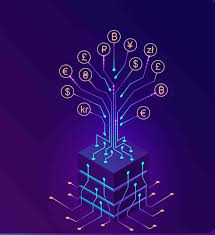 ₿
₽ ¥ zł
£ $ £
€ ₴ €
$ ₿
kr €